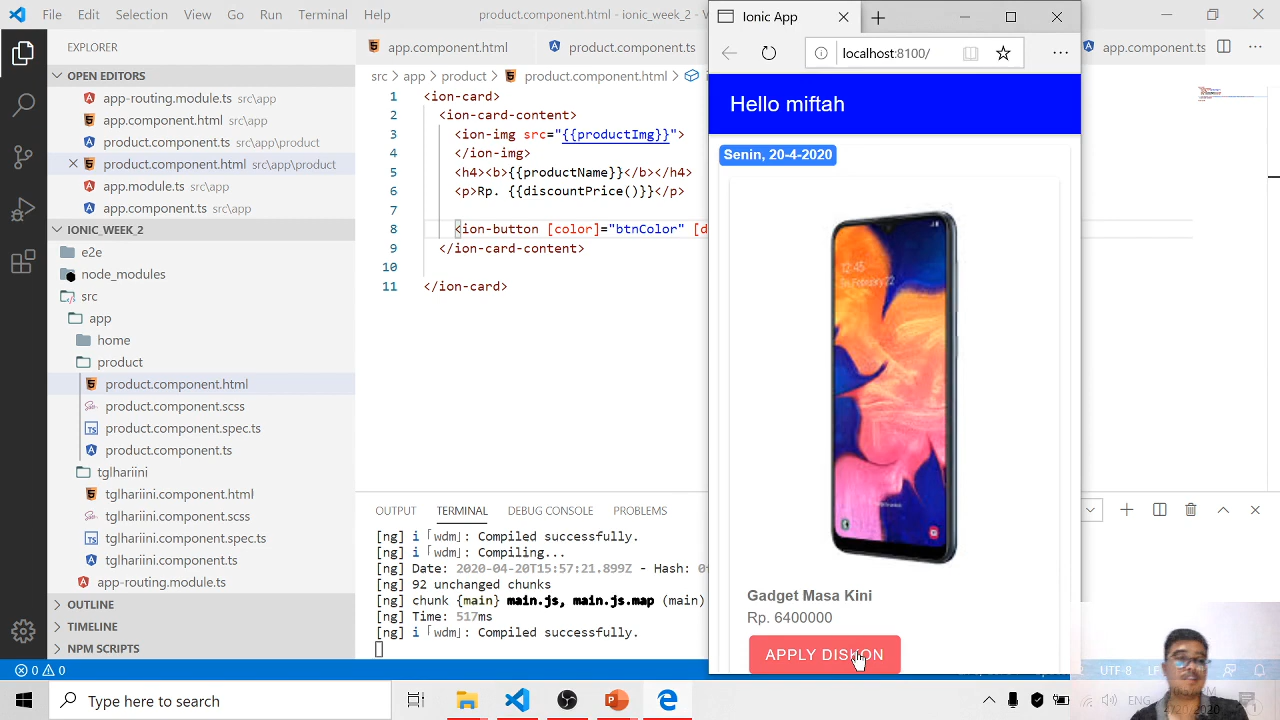 File
Edit
Selection
View
Go
Run
Terminal
Help
product.component.html - ionic_week_2 -
EXPLORER
OPEN EDITORS
app-routing.module.ts src\app
app.component.html src\app
product.component.ts src\app\product
product.component.html src\app\product
app.module.ts src\app
app.component.ts src\app
IONIC_WEEK_2
e2e
node_modules
src
app
home
product
product.component.html
product.component.scss
product.component.spec.ts
product.component.ts
tglhariini
tglhariini.component.html
tglhariini.component.scss
tglhariini.component.spec.ts
tglhariini.component.ts
app-routing.module.ts
OUTLINE
TIMELINE
NPM SCRIPTS
app.component.html
product.component.ts
app.component.ts
src > app > product > product.component.html >
1 <ion-card>
2 <ion-card-content>
3 <ion-img src="{{productImg}}">
4 </ion-img>
5 <h4><b>{{productName}}</b></h4>
6 <p>Rp. {{discountPrice()}}</p>
7
8 <ion-button [color]="btnColor" [d
9 </ion-card-content>
10
11 </ion-card>
OUTPUT
TERMINAL
DEBUG CONSOLE
PROBLEMS
[ng] i 「wdm」: Compiled successfully.
[ng] i 「wdm」: Compiling...
[ng] Date: 2020-04-20T15:57:21.899Z - Hash:
[ng] 92 unchanged chunks
[ng] chunk {main} main.js, main.js.map (main)
[ng] Time: 517ms
[ng] i 「wdm」: Compiled successfully.
Ionic App
localhost:8100/
Hello miftah
Senin, 20-4-2020
12:45
Gadget Masa Kini
Rp. 6400000
APPLY DISKON
0 0
UTF-8
LF
Type here to search
ENG